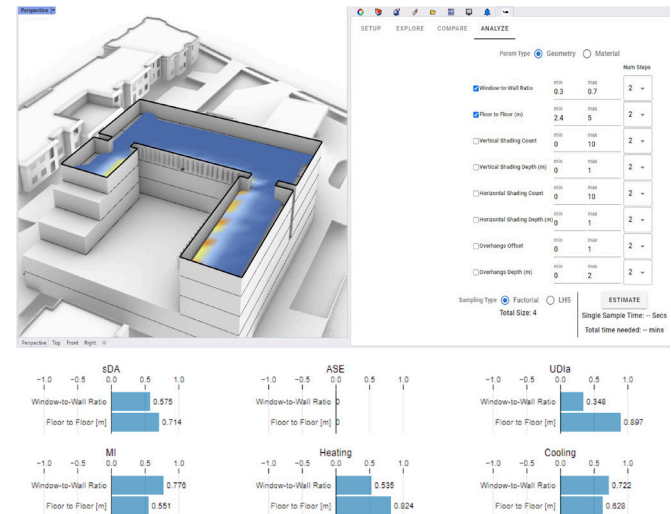 Perspective
SETUP EXPLORE COMPARE ANALYZE
Param Type Geometry Material
Num Steps
Window-to-Wall Ratio min 0.3 max 0.7 2
Floor to Floor (m) min 2.4 max 5 2
Vertical Shading Count min 0 max 10 2
Vertical Shading Depth (m) min 0 max 1 2
Horizontal Shading Count min 0 max 10 2
Horizontal Shading Depth (m) min 0 max 1 2
Overhangs Offset min 0 max 1 2
Overhangs Depth (m) min 0 max 2 2
Sampling Type Factorial LHS ESTIMATE
Total Size: 4 Single Sample Time: -- Secs
Total time needed: -- mins
Perspective Top Front Right
sDA
−1.0 −0.5 0.0 0.5 1.0
Window-to-Wall Ratio 0.575
Floor to Floor [m] 0.714
ASE
−1.0 −0.5 0.0 0.5 1.0
Window-to-Wall Ratio 0
Floor to Floor [m] 0
UDIa
−1.0 −0.5 0.0 0.5 1.0
Window-to-Wall Ratio 0.348
Floor to Floor [m] 0.897
MI
−1.0 −0.5 0.0 0.5 1.0
Window-to-Wall Ratio 0.776
Floor to Floor [m] 0.551
Heating
−1.0 −0.5 0.0 0.5 1.0
Window-to-Wall Ratio 0.535
Floor to Floor [m] 0.824
Cooling
−1.0 −0.5 0.0 0.5 1.0
Window-to-Wall Ratio 0.722
Floor to Floor [m] 0.628